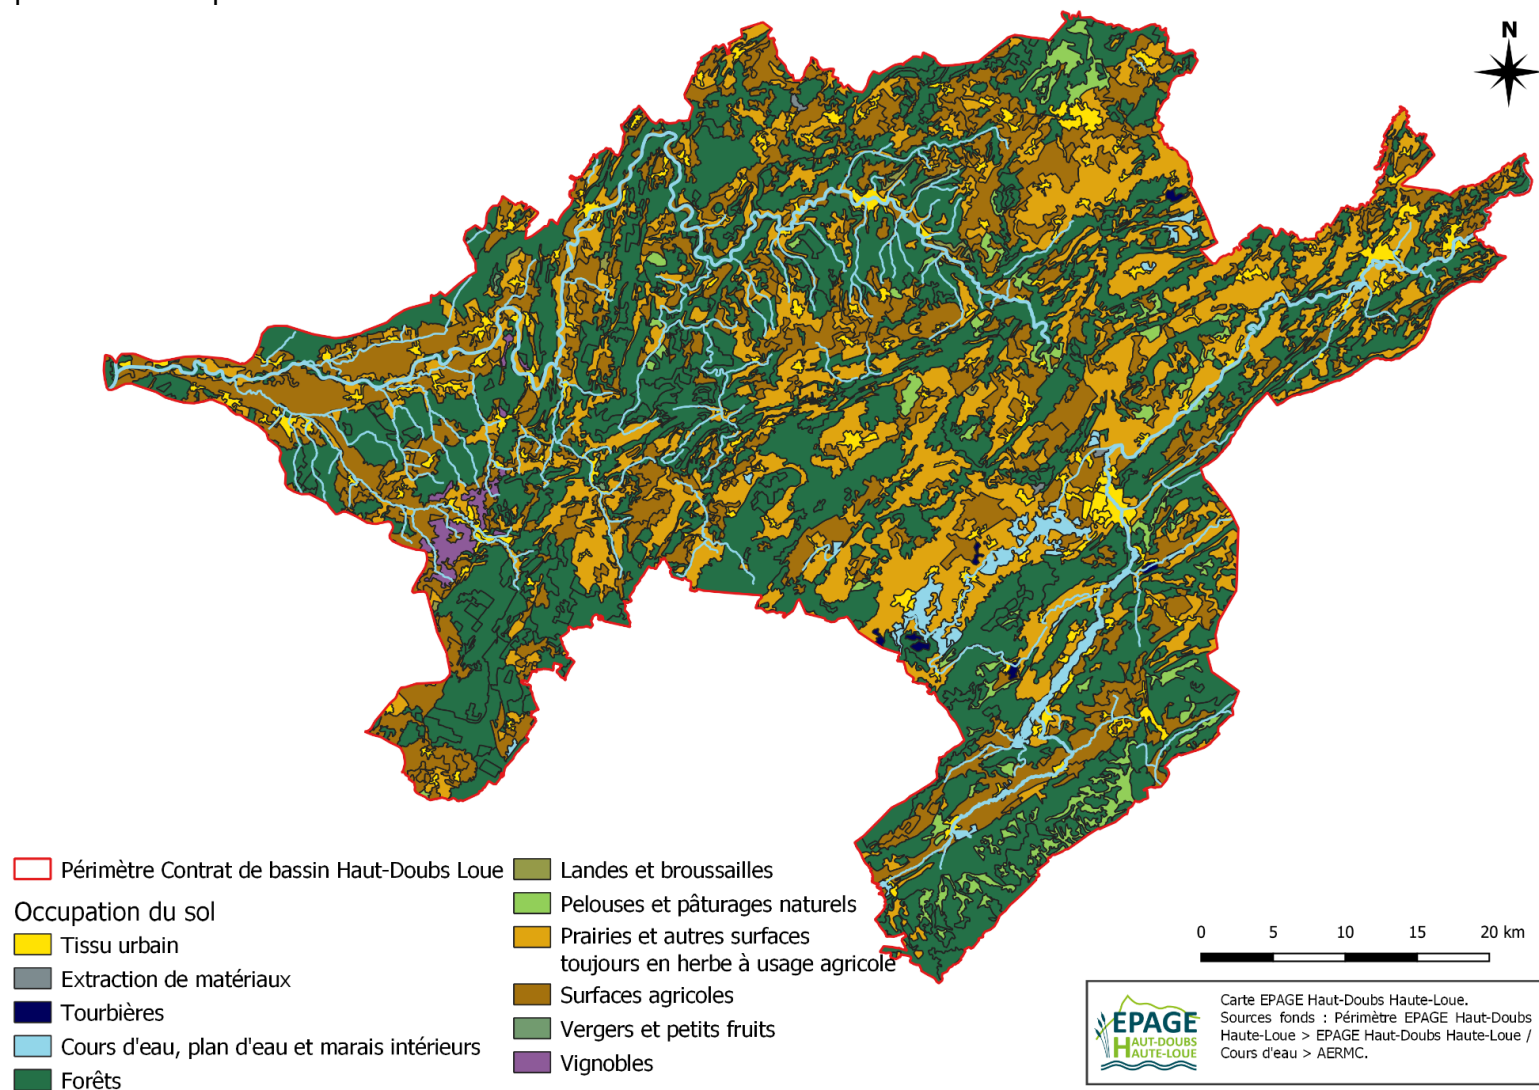 N
Périmètre Contrat de bassin Haut-Doubs Loue
Occupation du sol
Tissu urbain
Extraction de matériaux
Tourbières
Cours d'eau, plan d'eau et marais intérieurs
Forêts
Landes et broussailles
Pelouses et pâturages naturels
Prairies et autres surfaces
toujours en herbe à usage agricole
Surfaces agricoles
Vergers et petits fruits
Vignobles
0 5 10 15 20 km
EPAGE
HAUT-DOUBS
HAUTE-LOUE
Carte EPAGE Haut-Doubs Haute-Loue.
Sources fonds : Périmètre EPAGE Haut-Doubs
Haute-Loue > EPAGE Haut-Doubs Haute-Loue /
Cours d'eau > AERMC.